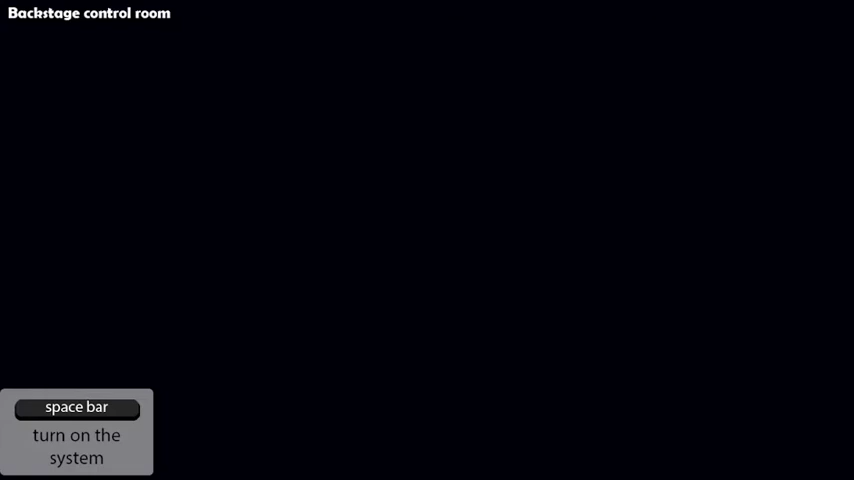 Backstage control room
space bar
turn on the
system